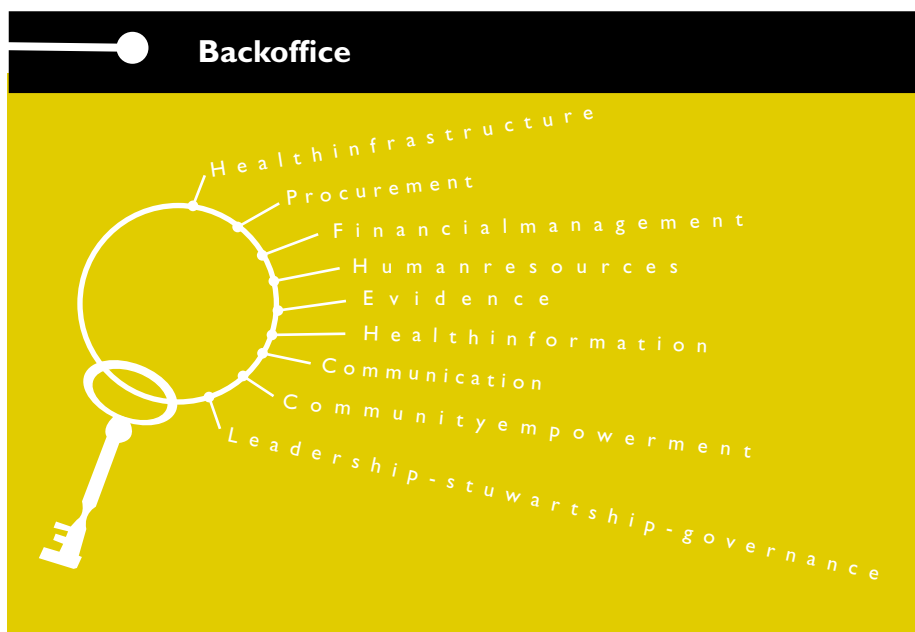 Backoffice
Healthinfrastructure
Procurement
Financialmanagement
Humanresources
Evidence
Healthinformation
Communication
Communityempowerment
Leadership-stuwartship-governance